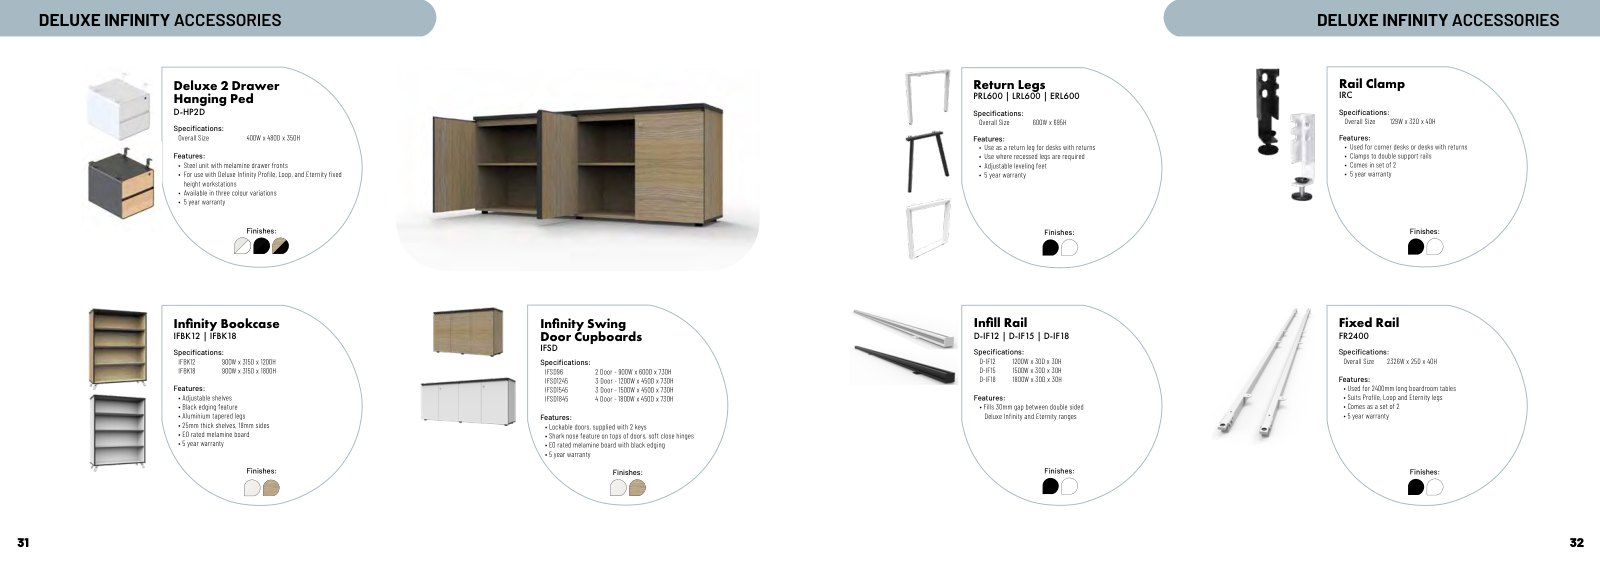 DELUXE INFINITY ACCESSORIES
Deluxe 2 Drawer
Hanging Ped
D-HP2D
Specifications:
Overall Size 400W x 480D x 350H
Features:
• Steel unit with melamine drawer fronts
• For use with Deluxe Infinity Profile, Loop, and Eternity fixed
height workstations
• Available in three colour variations
• 5 year warranty
Finishes:
Infinity Bookcase
IFBK12 | IFBK18
Specifications:
IFBK12 900W x 315D x 1200H
IFBK18 900W x 315D x 1800H
Features:
• Adjustable shelves
• Black edging feature
• Aluminium tapered legs
• 25mm thick shelves, 18mm sides
• E0 rated melamine board
• 5 year warranty
Finishes:
Infinity Swing
Door Cupboards
IFSD
Specifications:
IFSD96 2 Door - 900W x 600D x 730H
IFSD1245 3 Door - 1200W x 450D x 730H
IFSD1545 3 Door - 1500W x 450D x 730H
IFSD1845 4 Door - 1800W x 450D x 730H
Features:
• Lockable doors, supplied with 2 keys
• Shark nose feature on tops of doors, soft close hinges
• E0 rated melamine board with black edging
• 5 year warranty
Finishes:
31
DELUXE INFINITY ACCESSORIES
Return Legs
PRL600 | LRL600 | ERL600
Specifications:
Overall Size 600W x 695H
Features:
• Use as a return leg for desks with returns
• Use where recessed legs are required
• Adjustable leveling feet
• 5 year warranty
Finishes:
Rail Clamp
IRC
Specifications:
Overall Size 129W x 32D x 40H
Features:
• Used for corner desks or desks with returns
• Clamps to double support rails
• Comes in set of 2
• 5 year warranty
Finishes:
Infill Rail
D-IF12 | D-IF15 | D-IF18
Specifications:
D-IF12 1200W x 30D x 30H
D-IF15 1500W x 30D x 30H
D-IF18 1800W x 30D x 30H
Features:
• Fills 30mm gap between double sided
Deluxe Infinity and Eternity ranges
Finishes:
Fixed Rail
FR2400
Specifications:
Overall Size 2326W x 25D x 40H
Features:
• Used for 2400mm long boardroom tables
• Suits Profile, Loop and Eternity legs
• Comes as a set of 2
• 5 year warranty
Finishes:
32